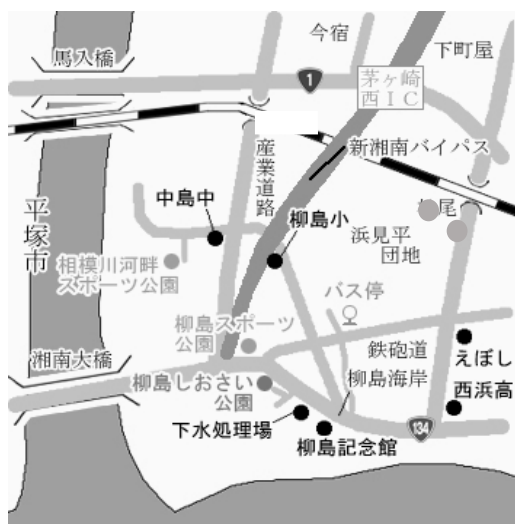 今宿
馬入橋
下町屋
1
茅ヶ崎
西IC
新湘南バイパス
産業道路
中島中
柳島小
尾
平塚市
浜見平
団地
相模川河畔
スポーツ公園
バス停
柳島スポーツ
公園
湘南大橋
鉄砲道
えぼし
柳島しおさい
公園
柳島海岸
西浜高
下水処理場
134
柳島記念館